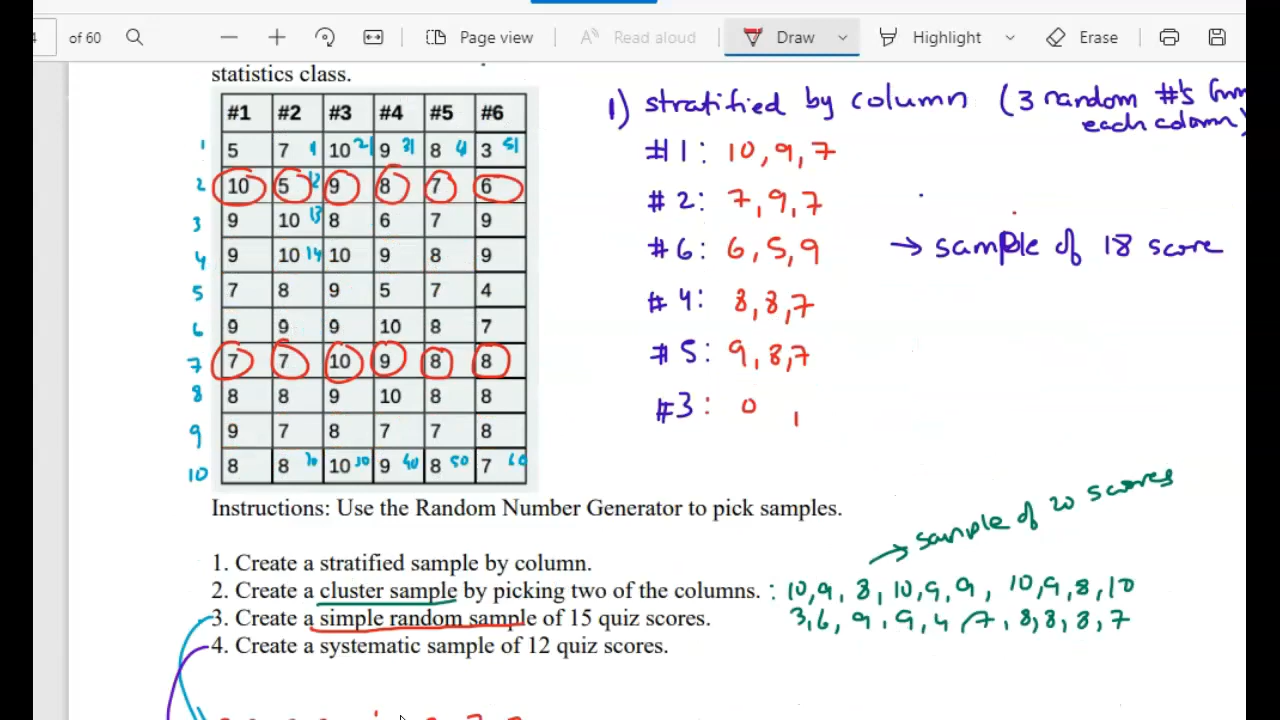 of 60 Page view Read aloud Draw Highlight Erase
statistics class.
#1 #2 #3 #4 #5 #6
1 5 7 10 21 9 31 8 41 3 51
2 10 5 12 9 8 7 6
3 9 10 13 8 6 7 9
4 9 10 14 10 9 8 9
5 7 8 9 5 7 4
6 9 9 9 10 8 7
7 7 7 10 9 8 8
8 8 8 9 10 8 8
9 9 7 8 7 7 8
10 8 8 10 30 9 40 8 50 7 60
1) stratified by column (3 random #'s from
each column)
#1: 10, 9, 7
#2: 7, 9, 7
#6: 6, 5, 9 → sample of 18 score
#4: 8, 8, 7
#5: 9, 8, 7
#3: 0 1
Instructions: Use the Random Number Generator to pick samples.
→ sample of 20 scores
1. Create a stratified sample by column.
2. Create a cluster sample by picking two of the columns. : 10, 9, 8, 10, 9, 9, 10, 9, 8, 10
3. Create a simple random sample of 15 quiz scores. 3, 6, 9, 9, 4, 7, 8, 8, 8, 7
4. Create a systematic sample of 12 quiz scores.